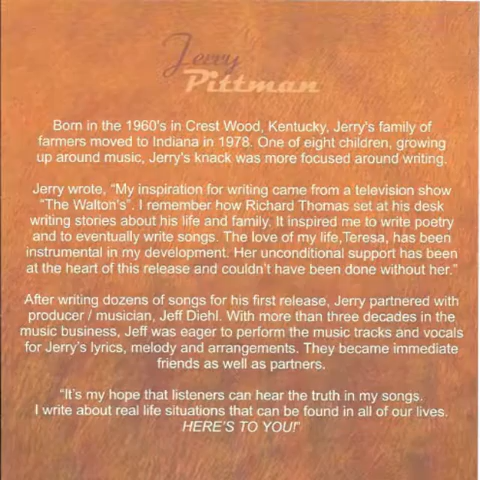 Jerry
Pittman
Born in the 1960's in Crest Wood, Kentucky, Jerry's family of
farmers moved to Indiana in 1978. One of eight children, growing
up around music, Jerry's knack was more focused around writing.
Jerry wrote, "My inspiration for writing came from a television show
"The Walton's". I remember how Richard Thomas set at his desk
writing stories about his life and family. It inspired me to write poetry
and to eventually write songs. The love of my life,Teresa, has been
instrumental in my development. Her unconditional support has been
at the heart of this release and couldn't have been done without her."
After writing dozens of songs for his first release, Jerry partnered with
producer / musician, Jeff Diehl. With more than three decades in the
music business, Jeff was eager to perform the music tracks and vocals
for Jerry's lyrics, melody and arrangements. They became immediate
friends as well as partners.
"It's my hope that listeners can hear the truth in my songs.
I write about real life situations that can be found in all of our lives.
HERE'S TO YOU!"